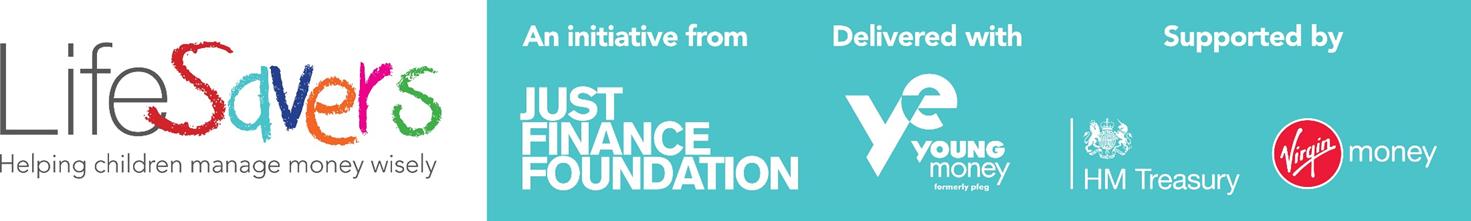 LifeSavers
Helping children manage money wisely
An initiative from
JUST
FINANCE
FOUNDATION
Delivered with
ye
YOUNG
money
formerly pfeg
Supported by
HM Treasury
Virgin money